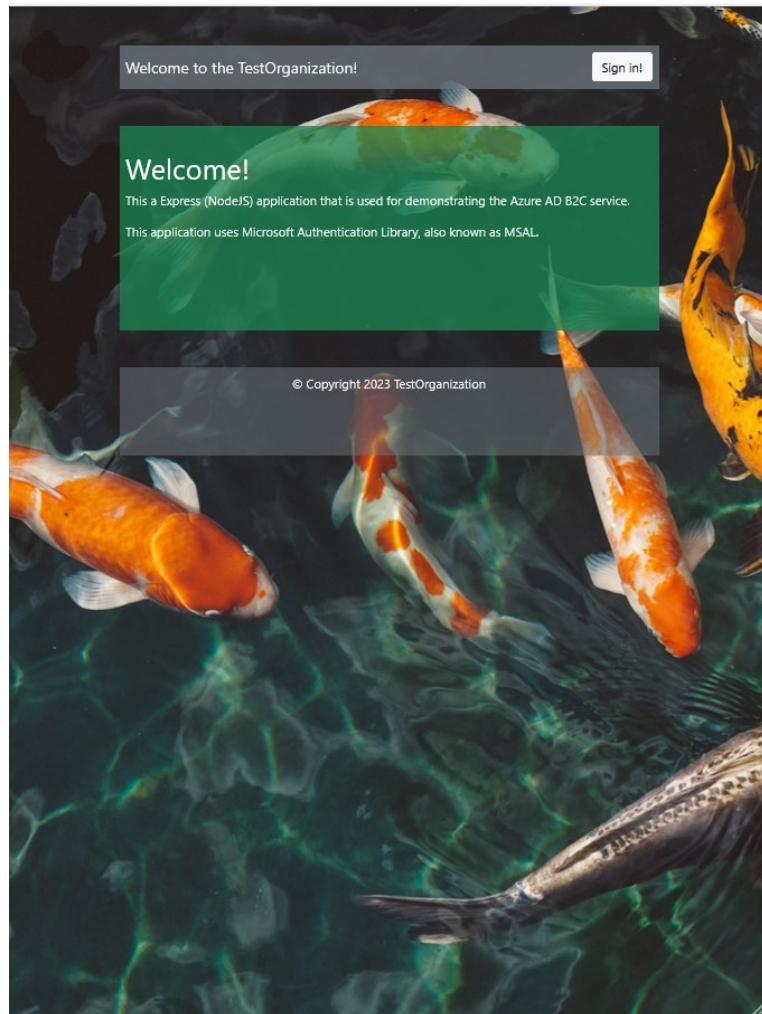 Welcome to the TestOrganization!
Sign in!
Welcome!
This a Express (NodeJS) application that is used for demonstrating the Azure AD B2C service.
This application uses Microsoft Authentication Library, also known as MSAL.
© Copyright 2023 TestOrganization